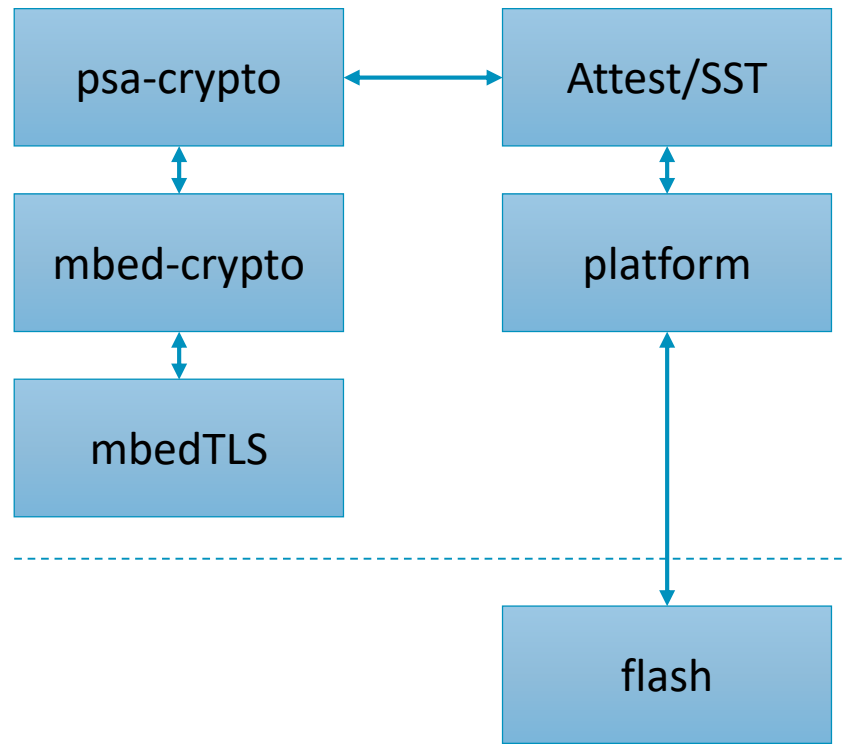 psa-crypto
Attest/SST
mbed-crypto
platform
mbedTLS
flash